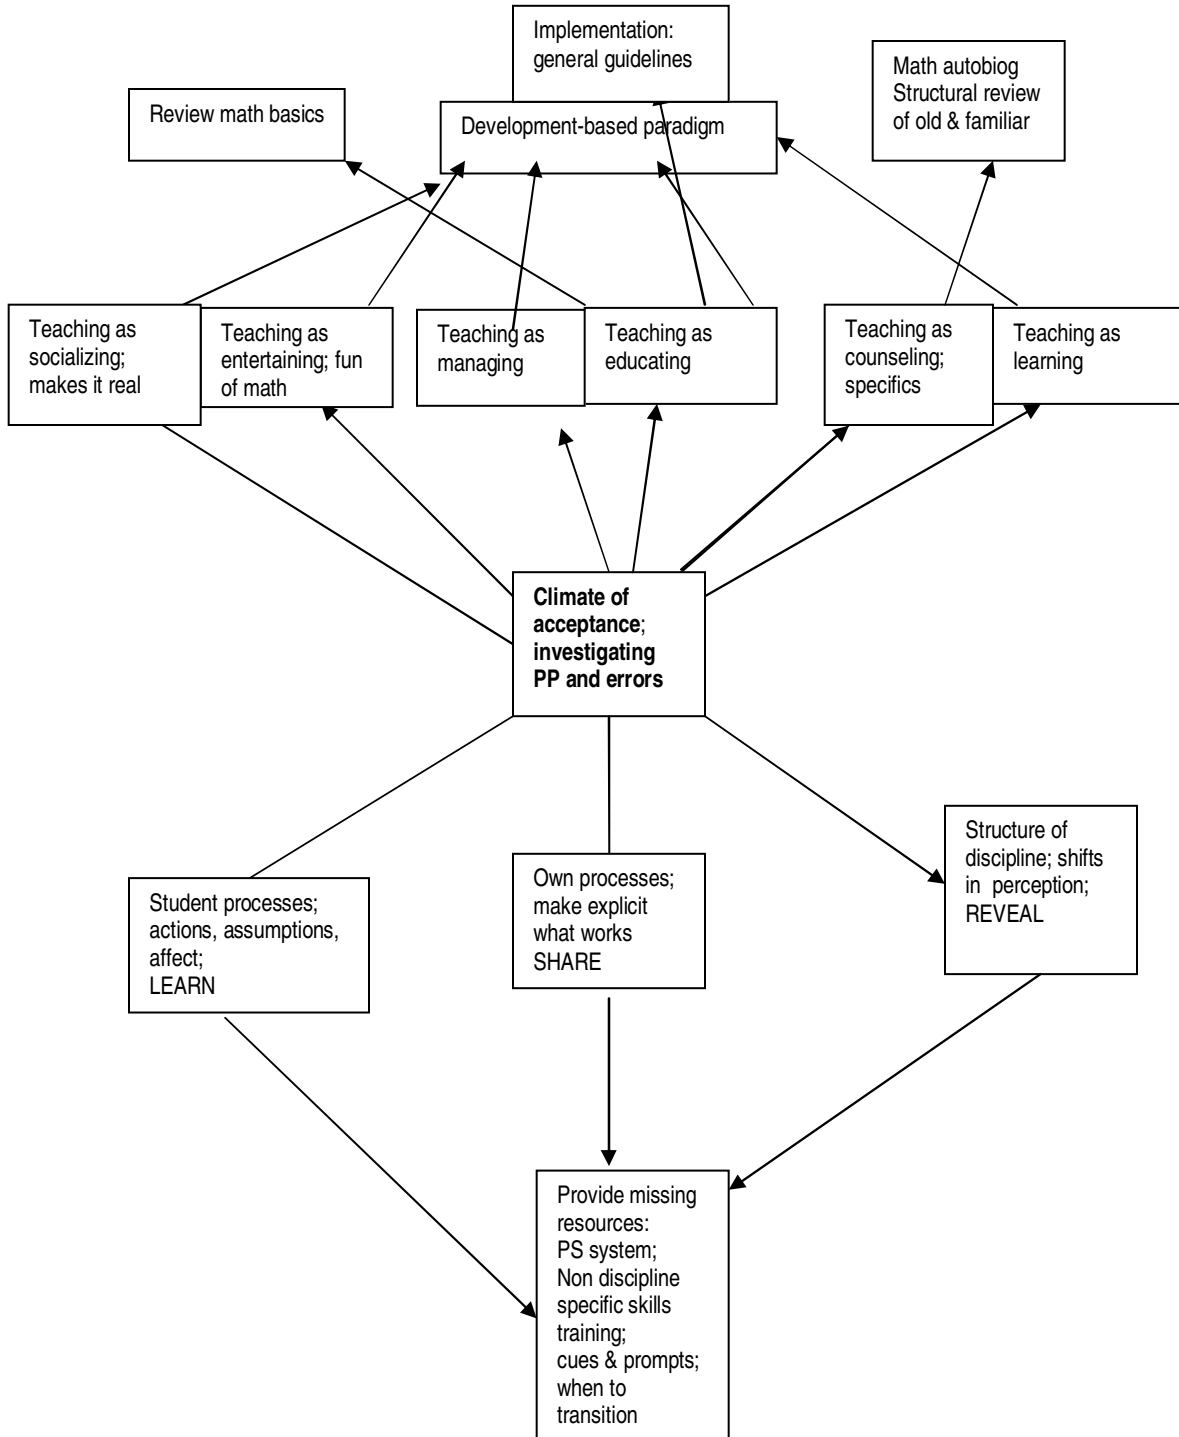 Implementation:
general guidelines
Math autobiog
Structural review
of old & familiar
Review math basics
Development-based paradigm
Teaching as
socializing;
makes it real
Teaching as
entertaining; fun
of math
Teaching as
managing
Teaching as
educating
Teaching as
counseling;
specifics
Teaching as
learning
Climate of
acceptance;
investigating
PP and errors
Student processes;
actions, assumptions,
affect;
LEARN
Own processes;
make explicit
what works
SHARE
Structure of
discipline; shifts
in perception;
REVEAL
Provide missing
resources:
PS system;
Non discipline
specific skills
training;
cues & prompts;
when to
transition